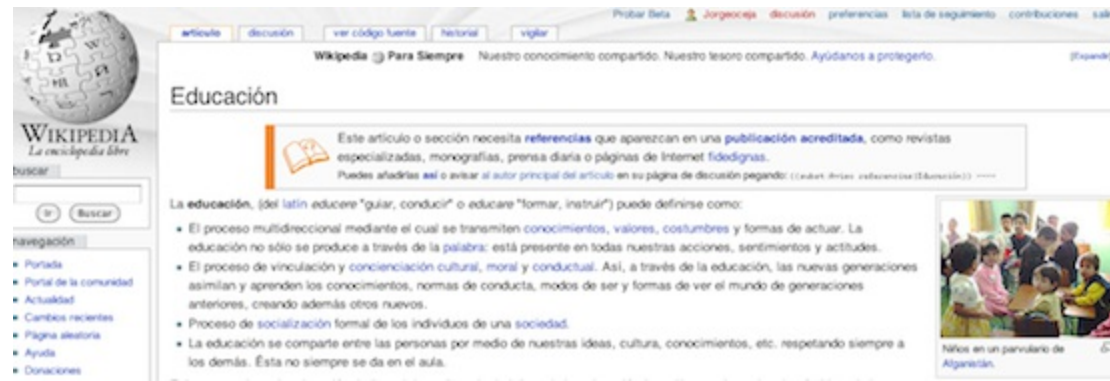 Probar Beta Jorgeoceja discusión preferencias lista de seguimiento contribuciones
artículo discusión ver código fuente historial vigilar
Wikipedia Para Siempre Nuestro conocimiento compartido. Nuestro tesoro compartido. Ayúdanos a protegerlo. [Expandir]
Educación
WIKIPEDIA
La enciclopedia libre
buscar
Ir Buscar
navegación
Portada
Portal de la comunidad
Actualidad
Cambios recientes
Página aleatoria
Ayuda
Donaciones
Este artículo o sección necesita referencias que aparezcan en una publicación acreditada, como revistas
especializadas, monografías, prensa diaria o páginas de Internet fidedignas.
Puedes añadirlas así o avisar al autor principal del artículo en su página de discusión pegando: {{subst:Aviso referencias|Educación}} ~~~~
La educación, (del latín educere "guiar, conducir" o educare "formar, instruir") puede definirse como:
El proceso multidireccional mediante el cual se transmiten conocimientos, valores, costumbres y formas de actuar. La
educación no sólo se produce a través de la palabra: está presente en todas nuestras acciones, sentimientos y actitudes.
El proceso de vinculación y concienciación cultural, moral y conductual. Así, a través de la educación, las nuevas generaciones
asimilan y aprenden los conocimientos, normas de conducta, modos de ser y formas de ver el mundo de generaciones
anteriores, creando además otros nuevos.
Proceso de socialización formal de los individuos de una sociedad.
La educación se comparte entre las personas por medio de nuestras ideas, cultura, conocimientos, etc. respetando siempre a
los demás. Ésta no siempre se da en el aula.
Niños en un parvulario de
Afganistán.